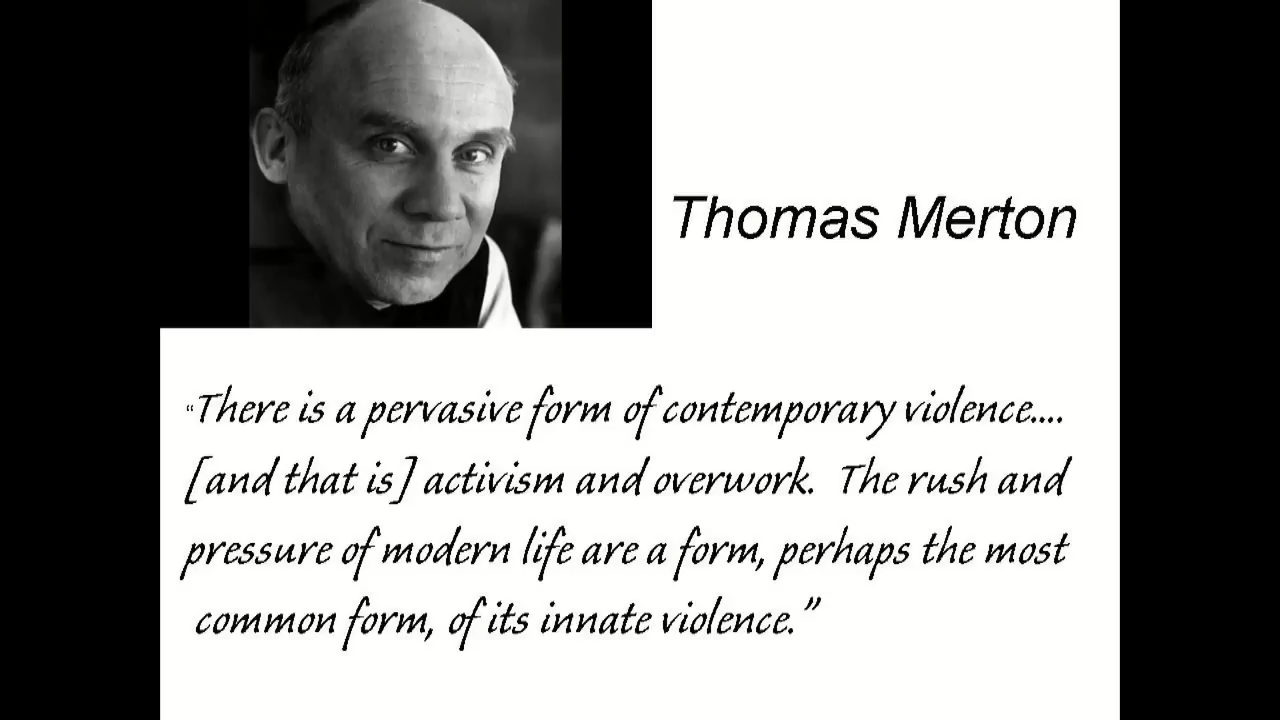 Thomas Merton
“There is a pervasive form of contemporary violence....
[and that is] activism and overwork.  The rush and
pressure of modern life are a form, perhaps the most
common form, of its innate violence.”